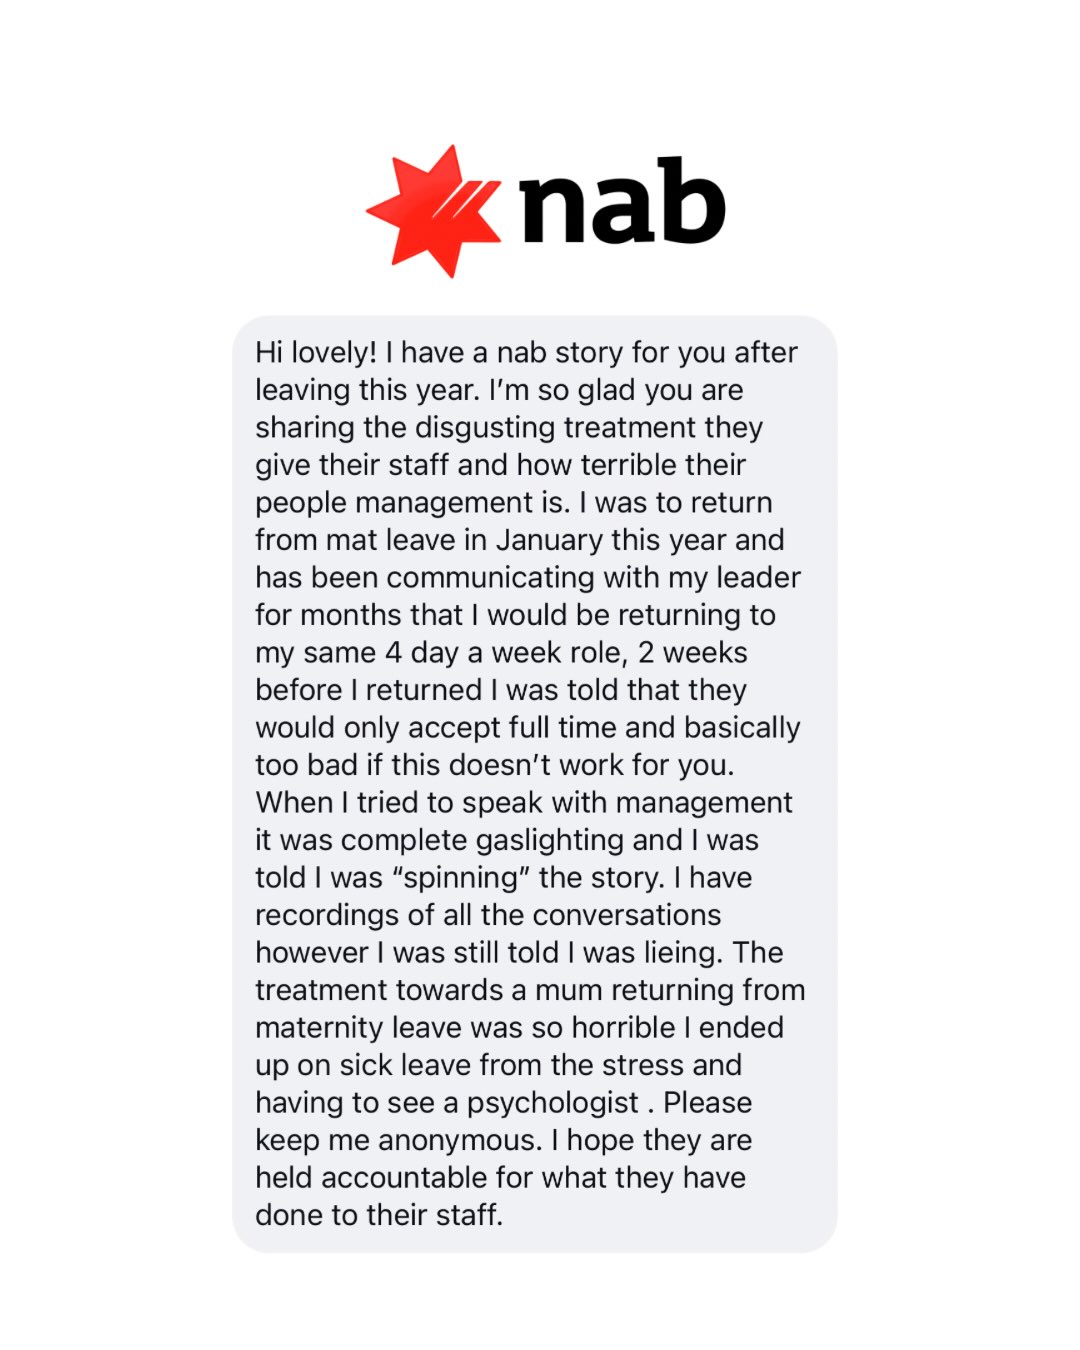 nab
Hi lovely! I have a nab story for you after
leaving this year. I’m so glad you are
sharing the disgusting treatment they
give their staff and how terrible their
people management is. I was to return
from mat leave in January this year and
has been communicating with my leader
for months that I would be returning to
my same 4 day a week role, 2 weeks
before I returned I was told that they
would only accept full time and basically
too bad if this doesn’t work for you.
When I tried to speak with management
it was complete gaslighting and I was
told I was “spinning” the story. I have
recordings of all the conversations
however I was still told I was lieing. The
treatment towards a mum returning from
maternity leave was so horrible I ended
up on sick leave from the stress and
having to see a psychologist . Please
keep me anonymous. I hope they are
held accountable for what they have
done to their staff.